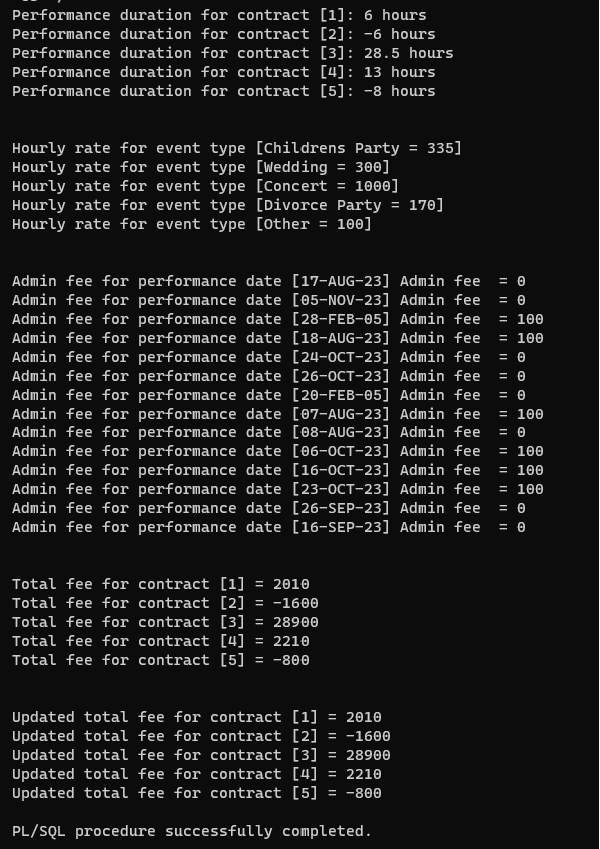 Performance duration for contract [1]: 6 hours
Performance duration for contract [2]: -6 hours
Performance duration for contract [3]: 28.5 hours
Performance duration for contract [4]: 13 hours
Performance duration for contract [5]: -8 hours
Hourly rate for event type [Childrens Party = 335]
Hourly rate for event type [Wedding = 300]
Hourly rate for event type [Concert = 1000]
Hourly rate for event type [Divorce Party = 170]
Hourly rate for event type [Other = 100]
Admin fee for performance date [17-AUG-23] Admin fee  = 0
Admin fee for performance date [05-NOV-23] Admin fee  = 0
Admin fee for performance date [28-FEB-05] Admin fee  = 100
Admin fee for performance date [18-AUG-23] Admin fee  = 100
Admin fee for performance date [24-OCT-23] Admin fee  = 0
Admin fee for performance date [26-OCT-23] Admin fee  = 0
Admin fee for performance date [20-FEB-05] Admin fee  = 0
Admin fee for performance date [07-AUG-23] Admin fee  = 100
Admin fee for performance date [08-AUG-23] Admin fee  = 0
Admin fee for performance date [06-OCT-23] Admin fee  = 100
Admin fee for performance date [16-OCT-23] Admin fee  = 100
Admin fee for performance date [23-OCT-23] Admin fee  = 100
Admin fee for performance date [26-SEP-23] Admin fee  = 0
Admin fee for performance date [16-SEP-23] Admin fee  = 0
Total fee for contract [1] = 2010
Total fee for contract [2] = -1600
Total fee for contract [3] = 28900
Total fee for contract [4] = 2210
Total fee for contract [5] = -800
Updated total fee for contract [1] = 2010
Updated total fee for contract [2] = -1600
Updated total fee for contract [3] = 28900
Updated total fee for contract [4] = 2210
Updated total fee for contract [5] = -800
PL/SQL procedure successfully completed.